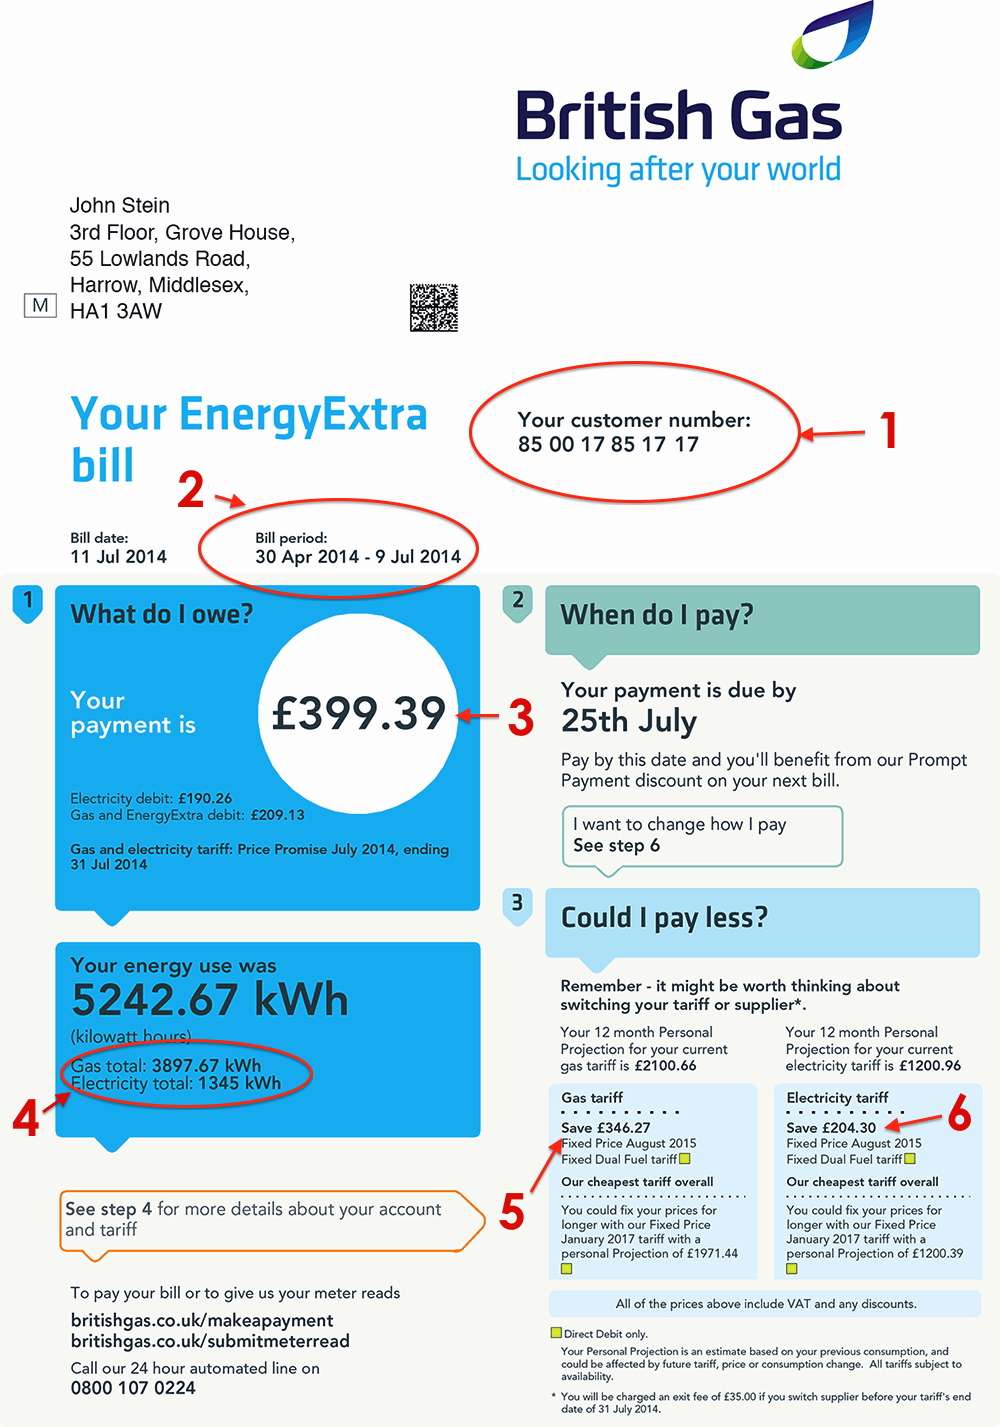 British Gas
Looking after your world
John Stein
3rd Floor, Grove House,
55 Lowlands Road,
Harrow, Middlesex,
M
HA1 3AW
Your EnergyExtra
bill
Your customer number:
85 00 17 85 17 17
1
2
Bill date:
11 Jul 2014
Bill period:
30 Apr 2014 - 9 Jul 2014
1
What do I owe?
Your
payment is
£399.39
3
Electricity debit: £190.26
Gas and EnergyExtra debit: £209.13
Gas and electricity tariff: Price Promise July 2014, ending
31 Jul 2014
Your energy use was
5242.67 kWh
(kilowatt hours)
Gas total: 3897.67 kWh
Electricity total: 1345 kWh
4
See step 4 for more details about your account
and tariff
To pay your bill or to give us your meter reads
britishgas.co.uk/makeapayment
britishgas.co.uk/submitmeterread
Call our 24 hour automated line on
0800 107 0224
2
When do I pay?
Your payment is due by
25th July
Pay by this date and you'll benefit from our Prompt
Payment discount on your next bill.
I want to change how I pay
See step 6
3
Could I pay less?
Remember - it might be worth thinking about
switching your tariff or supplier*.
Your 12 month Personal
Projection for your current
gas tariff is £2100.66
Gas tariff
Save £346.27
Fixed Price August 2015
Fixed Dual Fuel tariff
5
Our cheapest tariff overall
You could fix your prices for
longer with our Fixed Price
January 2017 tariff with a
personal Projection of £1971.44
Your 12 month Personal
Projection for your current
electricity tariff is £1200.96
Electricity tariff
6
Save £204.30
Fixed Price August 2015
Fixed Dual Fuel tariff
Our cheapest tariff overall
You could fix your prices for
longer with our Fixed Price
January 2017 tariff with a
personal Projection of £1200.39
All of the prices above include VAT and any discounts.
Direct Debit only.
Your Personal Projection is an estimate based on your previous consumption, and
could be affected by future tariff, price or consumption change. All tariffs subject to
availability.
* You will be charged an exit fee of £35.00 if you switch supplier before your tariff's end
date of 31 July 2014.